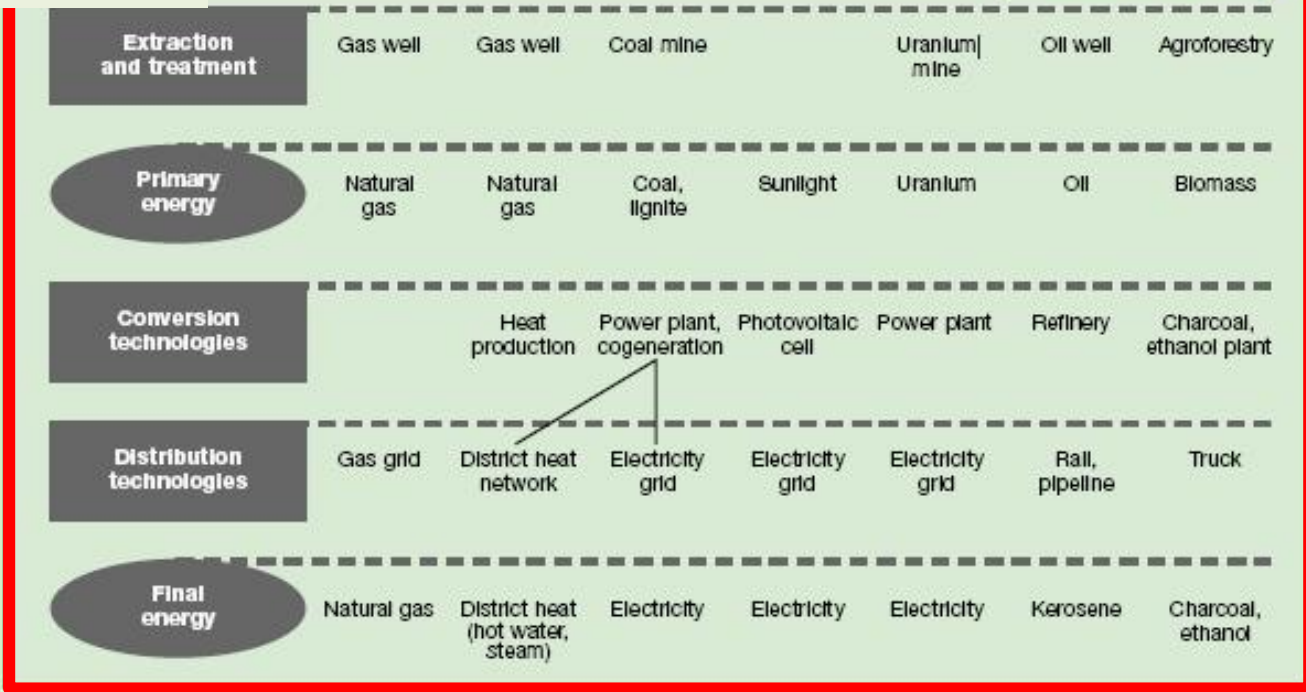 Extraction
and treatment
Gas well
Gas well
Coal mine
Uranium|
mine
Oil well
Agroforestry
Primary
energy
Natural
gas
Natural
gas
Coal,
lignite
Sunlight
Uranium
Oil
Biomass
Conversion
technologies
Heat
production
Power plant,
cogeneration
Photovoltaic
cell
Power plant
Refinery
Charcoal,
ethanol plant
Distribution
technologies
Gas grid
District heat
network
Electricity
grid
Electricity
grid
Electricity
grid
Rail,
pipeline
Truck
Final
energy
Natural gas
District heat
(hot water,
steam)
Electricity
Electricity
Electricity
Kerosene
Charcoal,
ethanol